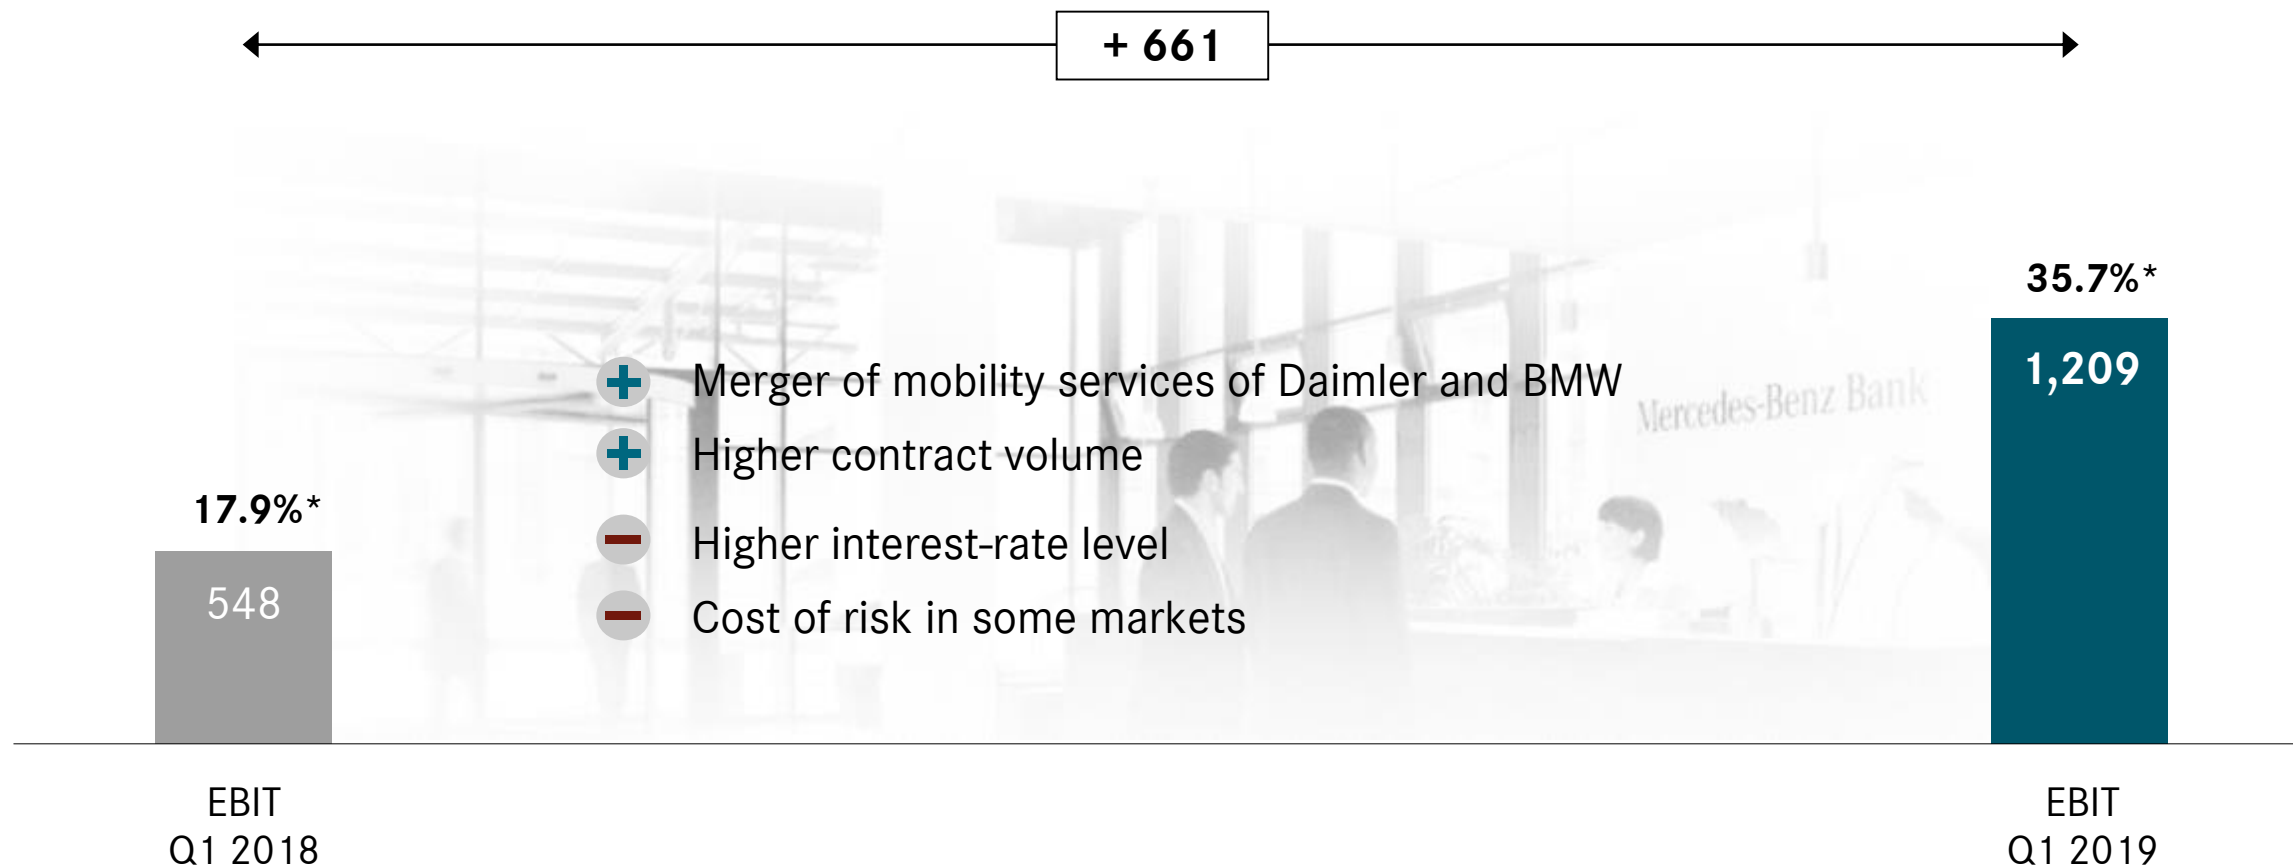 + 661
35.7%*
1,209
Merger of mobility services of Daimler and BMW
Mercedes-Benz Bank
Higher contract volume
17.9%*
Higher interest-rate level
548
Cost of risk in some markets
EBIT
Q1 2018
EBIT
Q1 2019